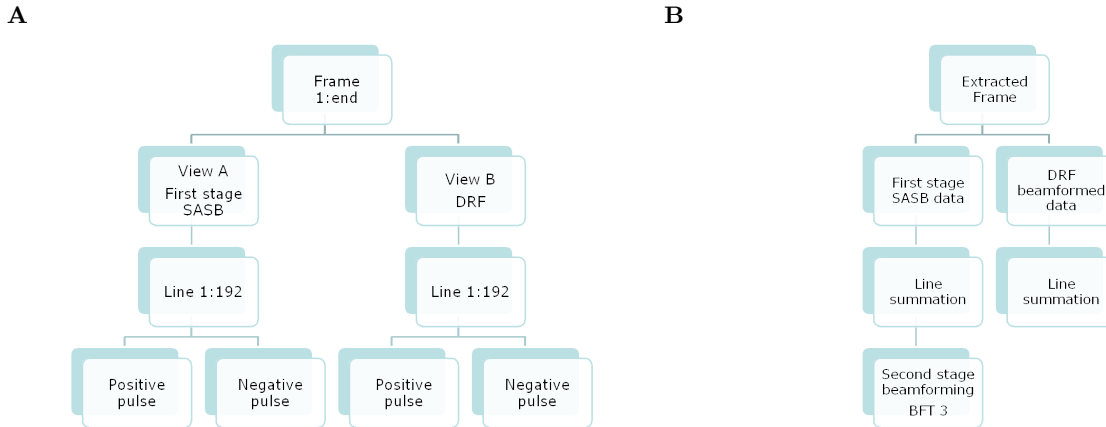 A
Frame
1:end
View A
First stage
SASB
View B
DRF
Line 1:192
Line 1:192
Positive
pulse
Negative
pulse
Positive
pulse
Negative
pulse
B
Extracted
Frame
First stage
SASB data
DRF
beamformed
data
Line
summation
Line
summation
Second stage
beamforming
BFT 3